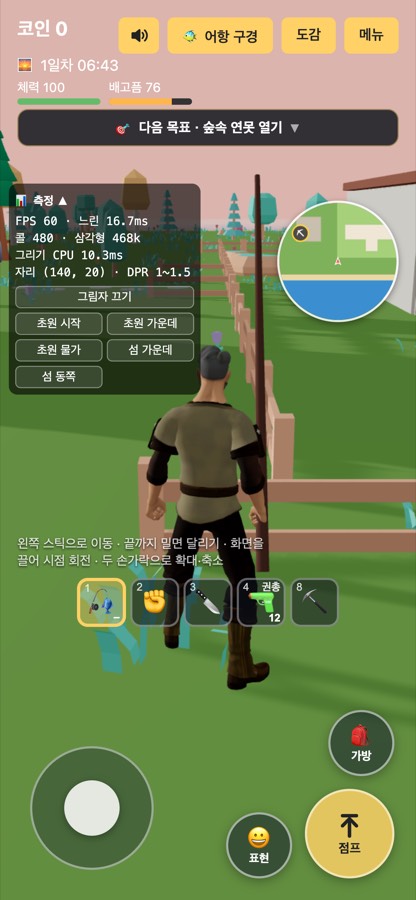 코인 0
어항 구경
도감
메뉴
1일차 06:43
체력 100
배고픔 76
다음 목표 · 숲속 연못 열기 ▼
측정 ▲
FPS 60 · 느린 16.7ms
콜 480 · 삼각형 468k
그리기 CPU 10.3ms
자리 (140, 20) · DPR 1~1.5
그림자 끄기
초원 시작
초원 가운데
초원 물가
섬 가운데
섬 동쪽
왼쪽 스틱으로 이동 · 끝까지 밀면 달리기 · 화면을
끌어 시점 회전 · 두 손가락으로 확대·축소
1
2
3
4 권총
12
8
가방
점프
표현